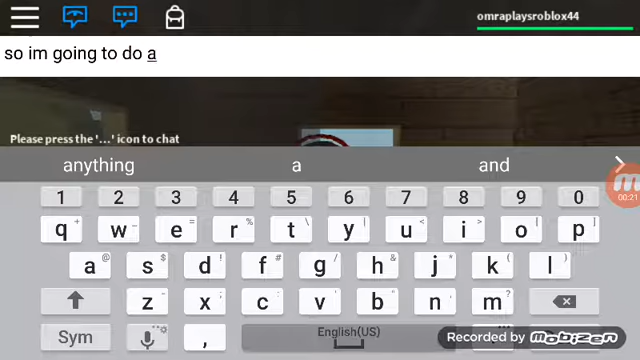 omraplaysroblox44
so im going to do a
Please press the '...' icon to chat
anything a and
00:21
1 2 3 4 5 6 7 8 9 0
q w e r t y u i o p
a s d f g h j k l
z x c v b n m
Sym , English(US)
Recorded by mobizen